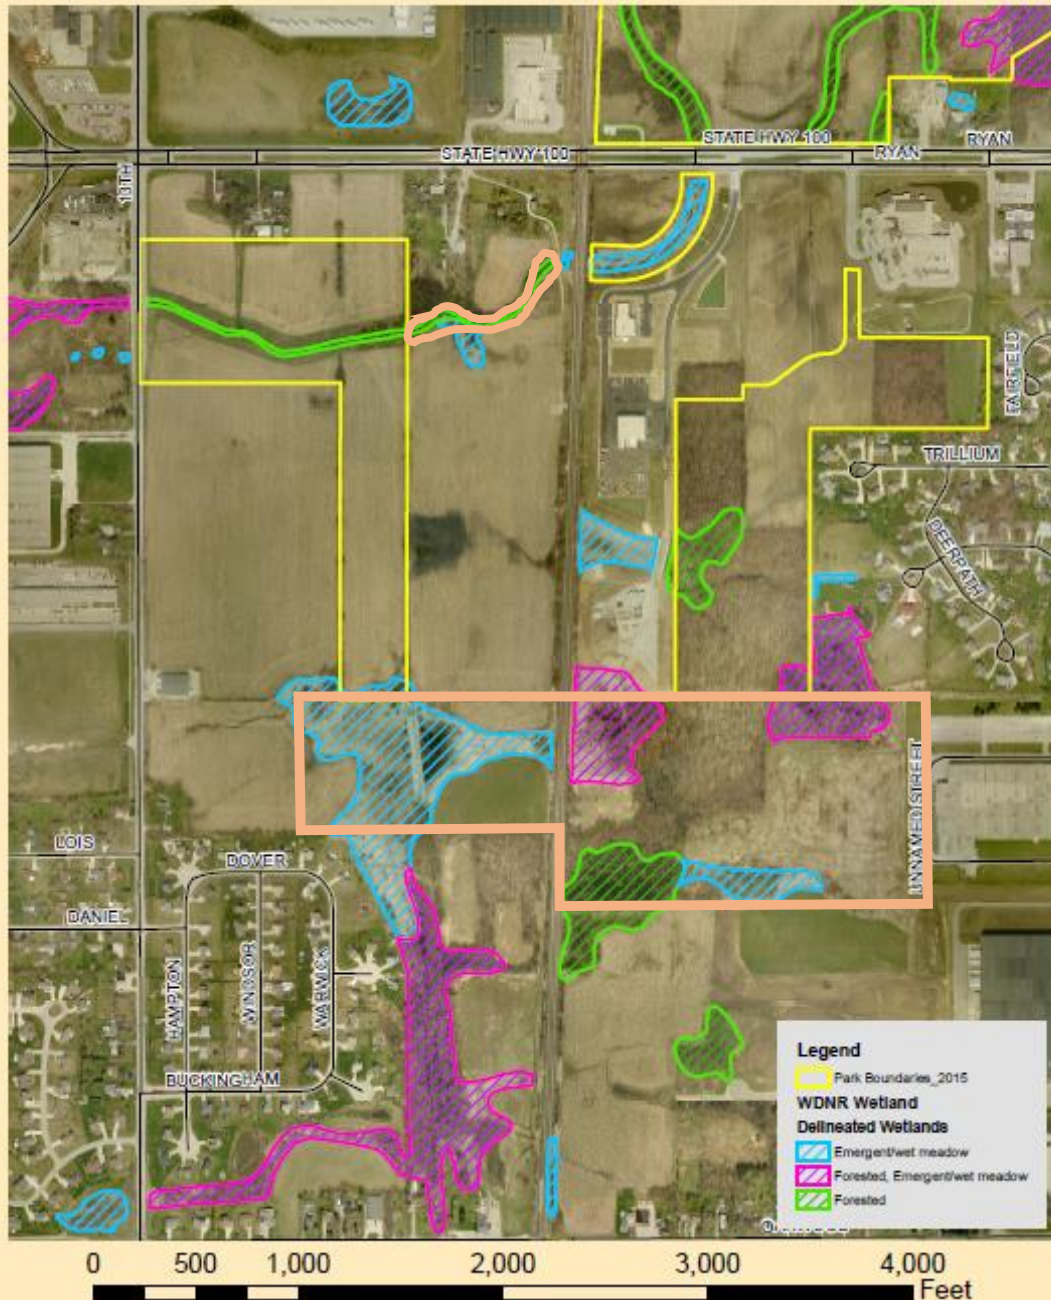 STATE HWY 100
STATE HWY 100
RYAN
RYAN
13TH
FAIRFIELD
TRILLIUM
DEERPATH
UNNAMED STREET
LOIS
DOVER
DANIEL
HAMPTON
WINDSOR
WARWICK
BUCKINGHAM
Legend
Park Boundaries_2015
WDNR Wetland
Delineated Wetlands
Emergent/wet meadow
Forested, Emergent/wet meadow
Forested
0 500 1,000 2,000 3,000 4,000
Feet